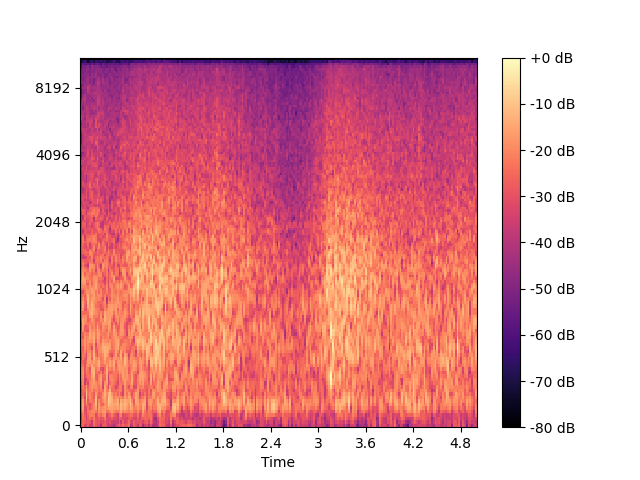 8192
4096
2048
1024
512
0
Hz
0 0.6 1.2 1.8 2.4 3 3.6 4.2 4.8
Time
+0 dB
-10 dB
-20 dB
-30 dB
-40 dB
-50 dB
-60 dB
-70 dB
-80 dB